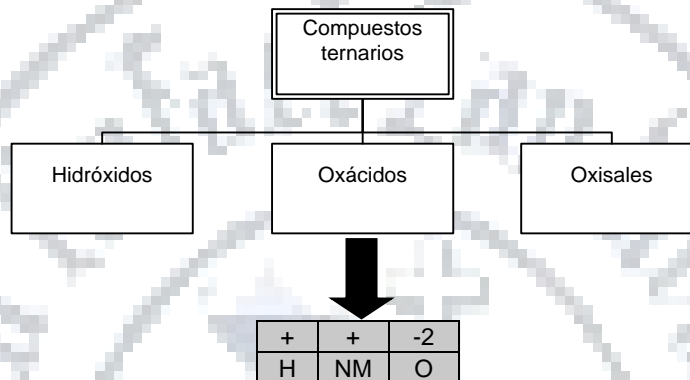 Compuestos
ternarios
Hidróxidos
Oxácidos
Oxisales
+ + -2
H NM O